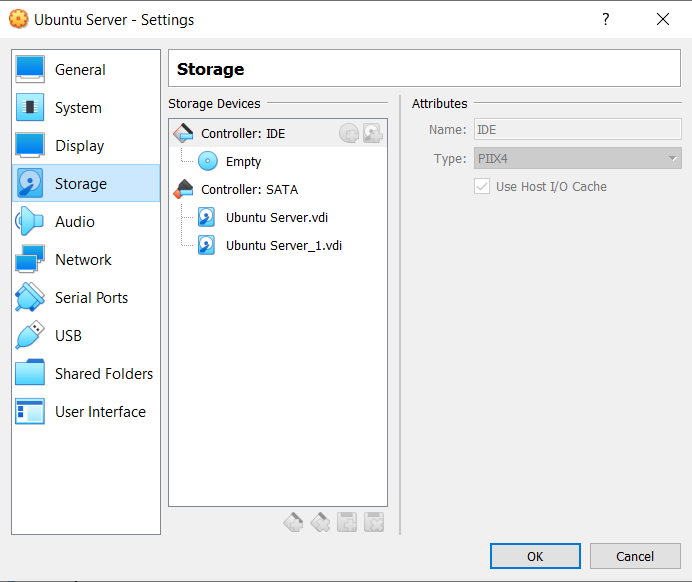 Ubuntu Server - Settings
?
General
System
Display
Storage
Audio
Network
Serial Ports
USB
Shared Folders
User Interface
Storage
Storage Devices
Controller: IDE
Empty
Controller: SATA
Ubuntu Server.vdi
Ubuntu Server_1.vdi
Attributes
Name: IDE
Type: PIIX4
Use Host I/O Cache
OK
Cancel